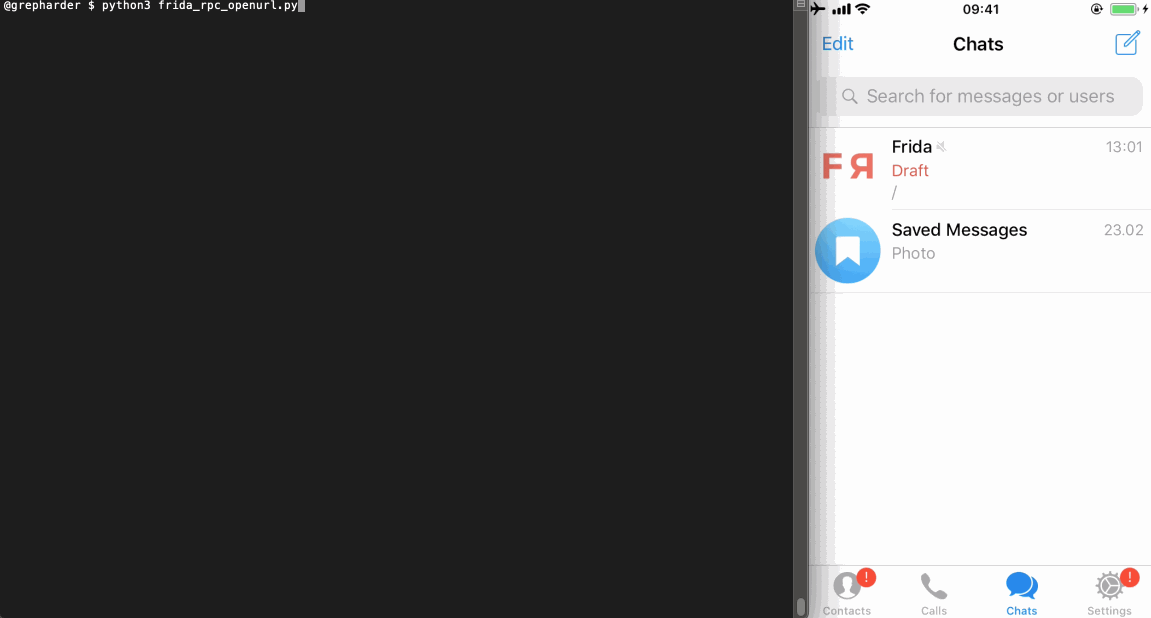 @grepharder $ python3 frida_rpc_openurl.py
09:41
Edit
Chats
Search for messages or users
Frida
13:01
FЯ
Draft
/
Saved Messages
23.02
Photo
!
!
Contacts
Calls
Chats
Settings